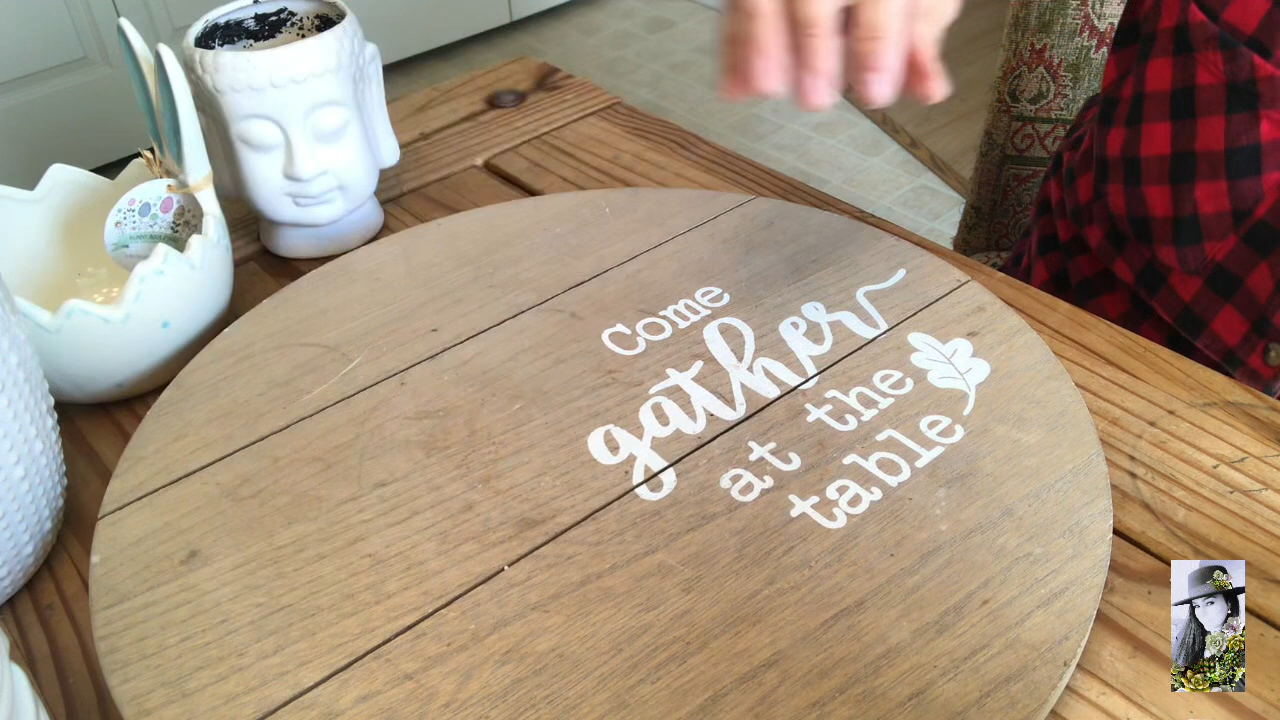 Come
gather
at the
table